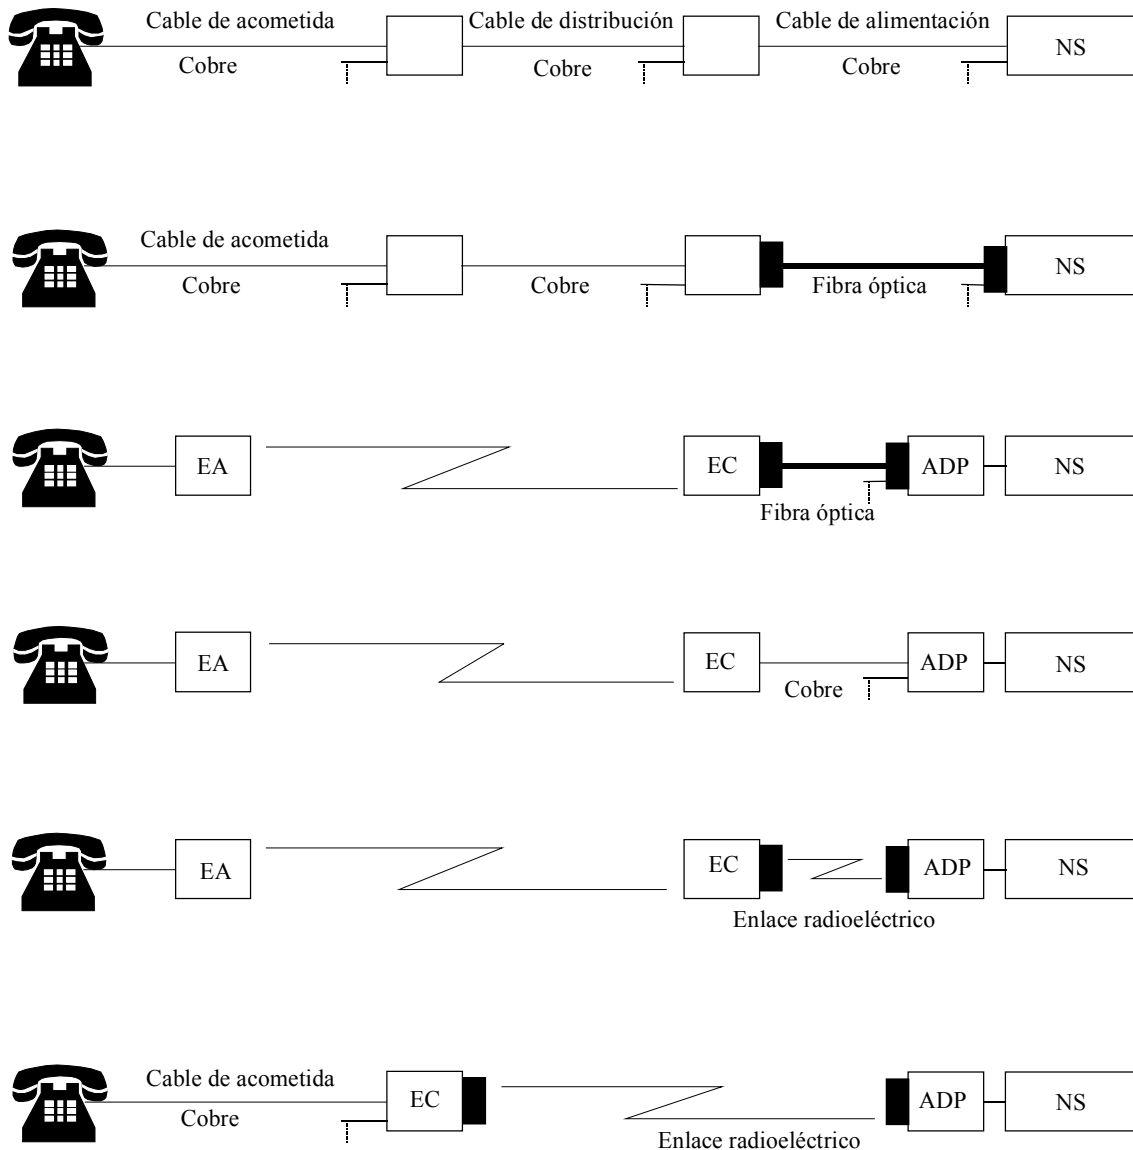 Cable de acometida
Cable de distribución
Cable de alimentación
NS
Cobre
Cobre
Cobre
Cable de acometida
NS
Cobre
Cobre
Fibra óptica
EA
EC
ADP
NS
Fibra óptica
EA
EC
ADP
NS
Cobre
EA
EC
ADP
NS
Enlace radioeléctrico
Cable de acometida
EC
ADP
NS
Cobre
Enlace radioeléctrico